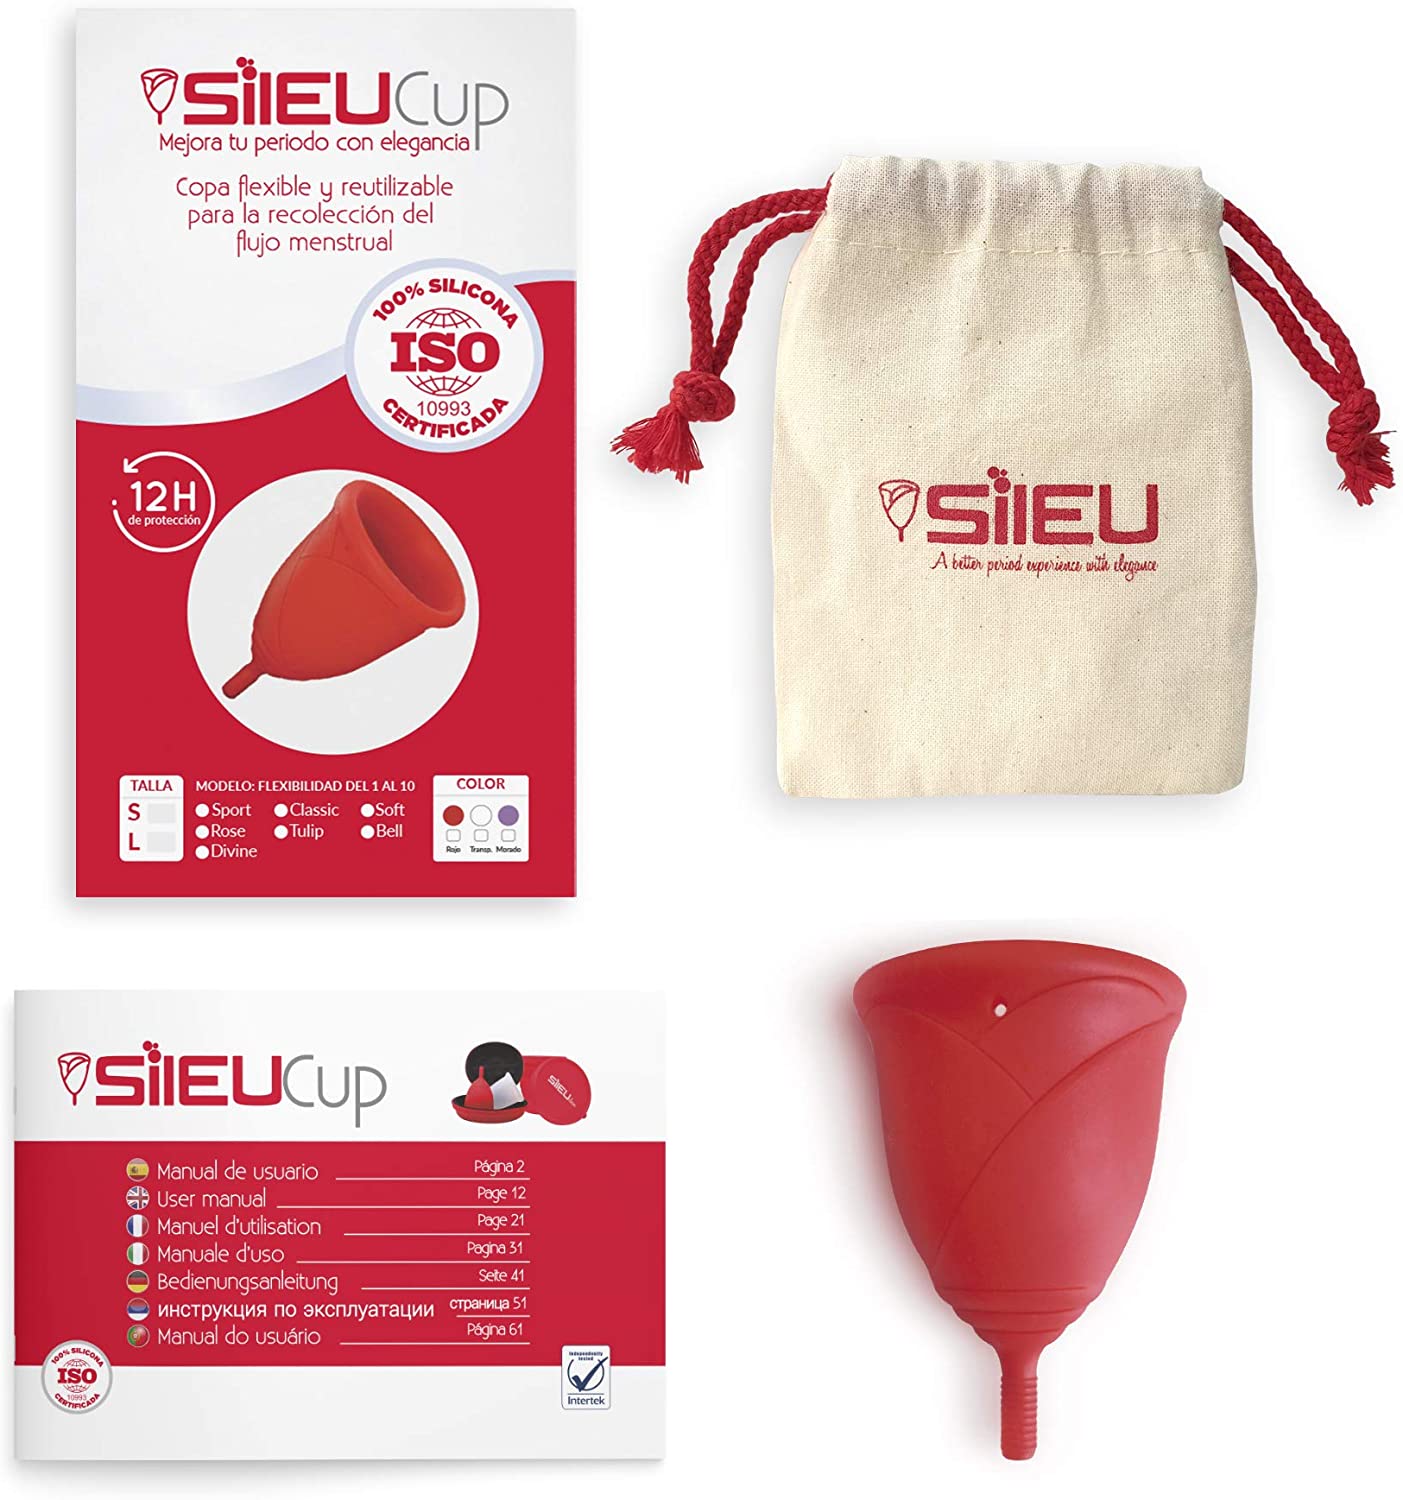 SilEUCup
Mejora tu periodo con elegancia
Copa flexible y reutilizable
para la recolección del
flujo menstrual
100% SILICONA
ISO
10993
CERTIFICADA
12H
de protección
TALLA
S
L
MODELO: FLEXIBILIDAD DEL 1 AL 10
Sport Classic Soft
Rose Tulip Bell
Divine
COLOR
Rojo Transp. Morado
SilEU
A better period experience with elegance
SilEUCup
SilEU
Manual de usuario Página 2
User manual Page 12
Manuel d'utilisation Page 21
Manuale d'uso Pagina 31
Bedienungsanleitung Seite 41
инструкция по эксплуатации страница 51
Manual do usuário Página 61
100% SILICONA
ISO
10993
CERTIFICADA
Independently
tested
Intertek